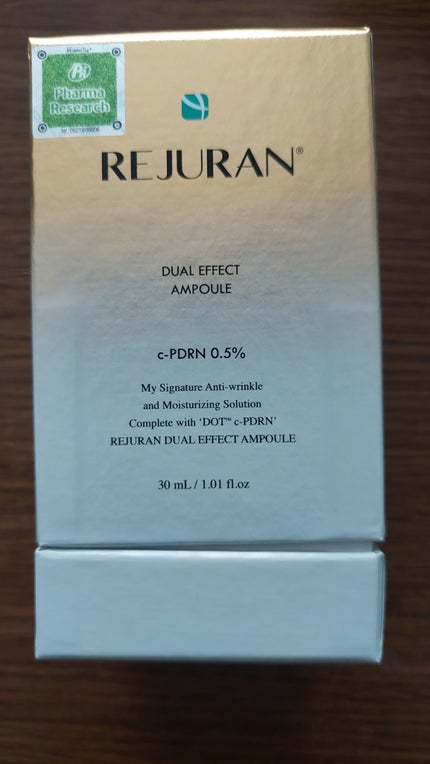 Pharma
Research
REJURAN®
DUAL EFFECT
AMPOULE
c-PDRN 0.5%
My Signature Anti-wrinkle
and Moisturizing Solution
Complete with ‘DOT™ c-PDRN’
REJURAN DUAL EFFECT AMPOULE
30 mL / 1.01 fl.oz